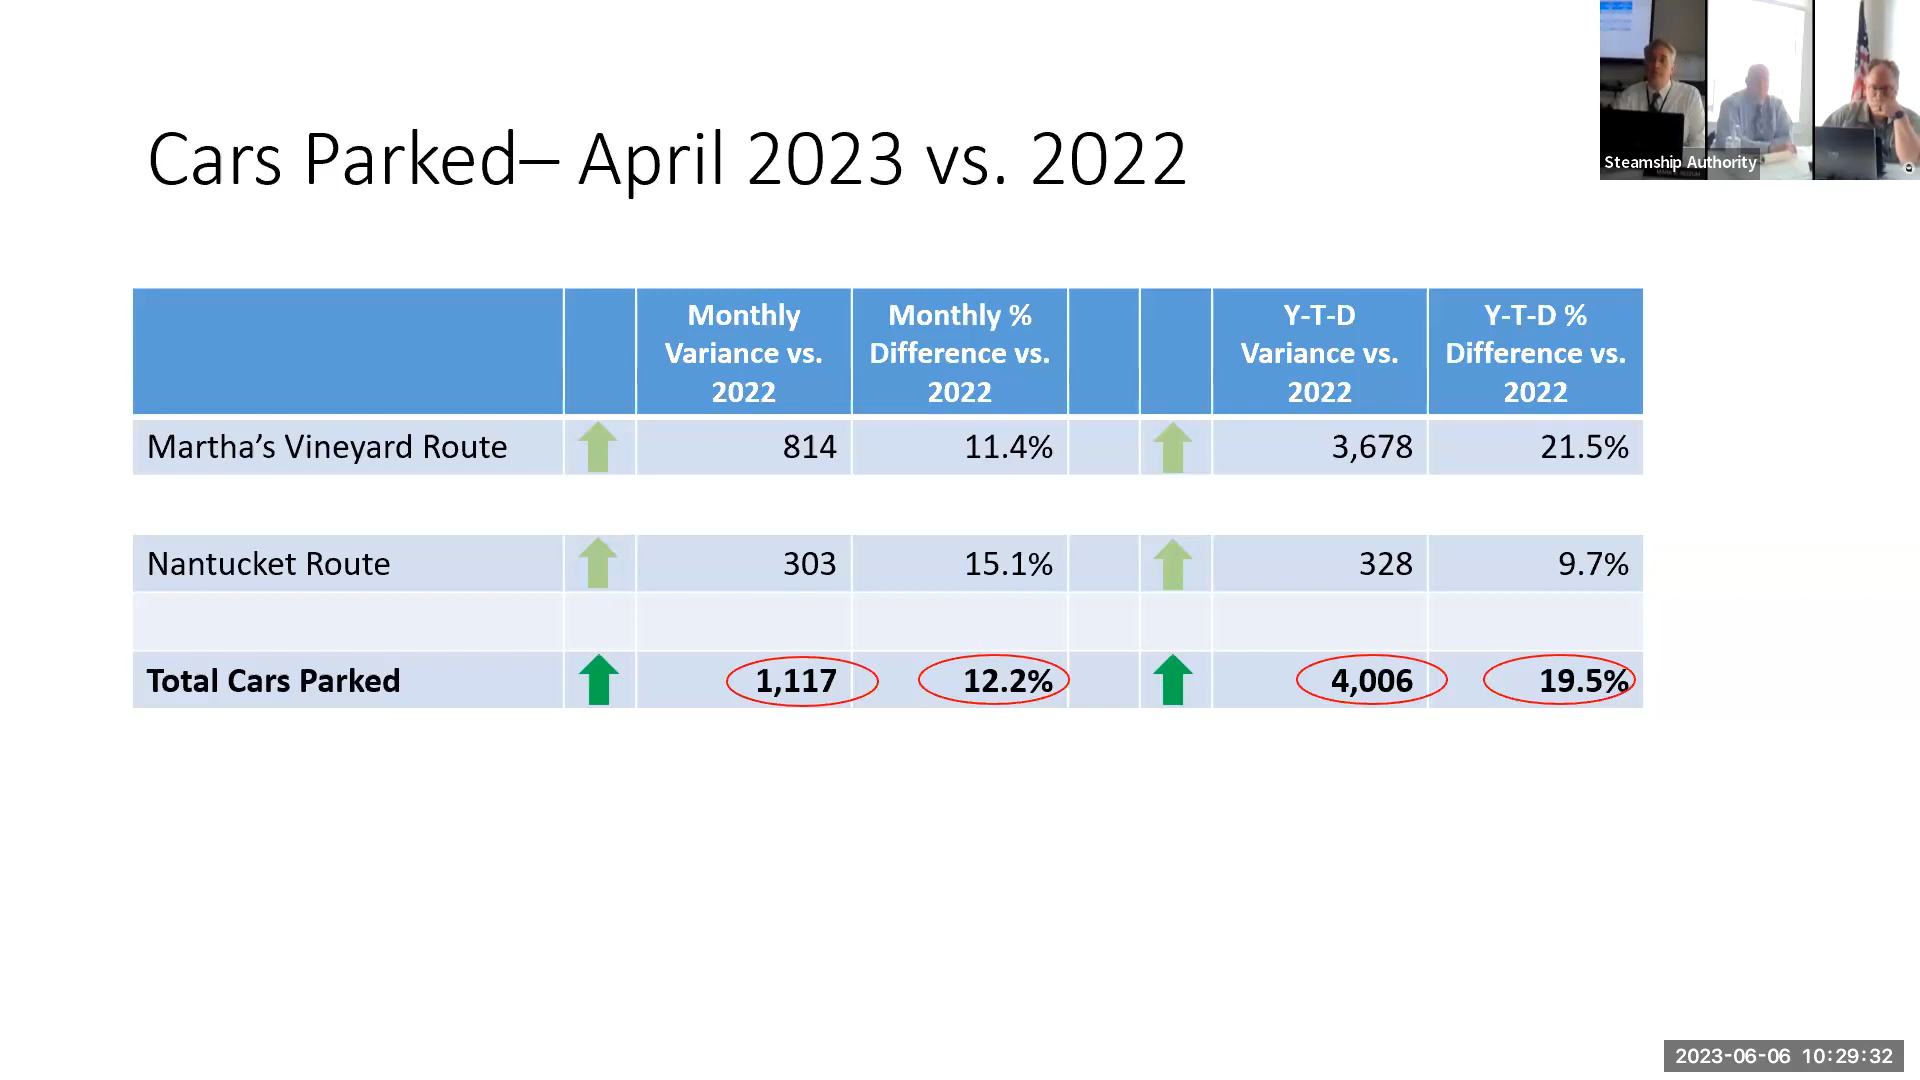 Cars Parked– April 2023 vs. 2022
Steamship Authority
Monthly
Variance vs.
2022
Monthly %
Difference vs.
2022
Y-T-D
Variance vs.
2022
Y-T-D %
Difference vs.
2022
Martha’s Vineyard Route 814 11.4% 3,678 21.5%
Nantucket Route 303 15.1% 328 9.7%
Total Cars Parked 1,117 12.2% 4,006 19.5%
2023-06-06 10:29:32